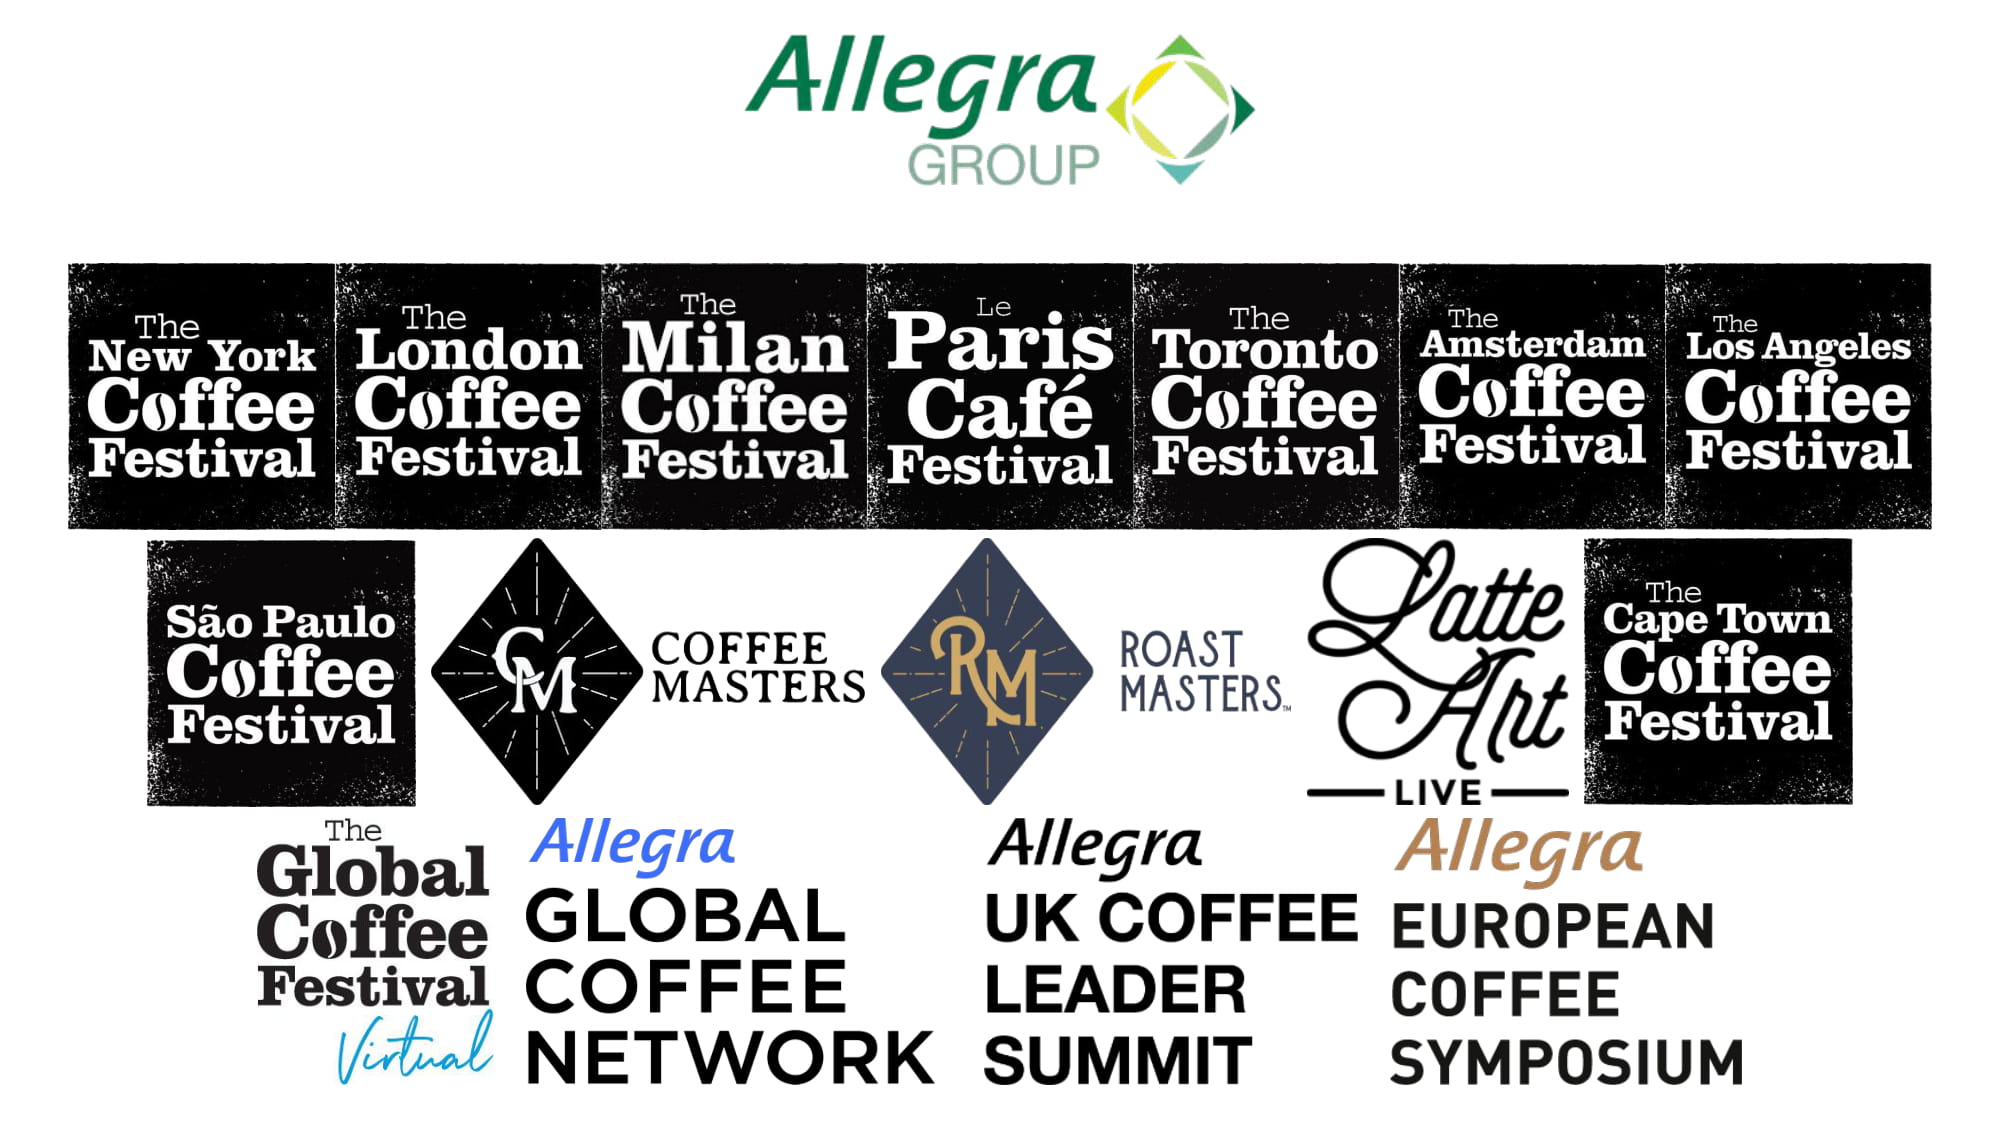 Allegra
GROUP
The
New York
Coffee
Festival
The
London
Coffee
Festival
The
Milan
Coffee
Festival
Le
Paris
Café
Festival
The
Toronto
Coffee
Festival
The
Amsterdam
Coffee
Festival
The
Los Angeles
Coffee
Festival
São Paulo
Coffee
Festival
CM
COFFEE
MASTERS
RM
ROAST
MASTERS™
Latte
Art
LIVE
The
Cape Town
Coffee
Festival
The
Global
Coffee
Festival
Virtual
Allegra
GLOBAL
COFFEE
NETWORK
Allegra
UK COFFEE
LEADER
SUMMIT
Allegra
EUROPEAN
COFFEE
SYMPOSIUM